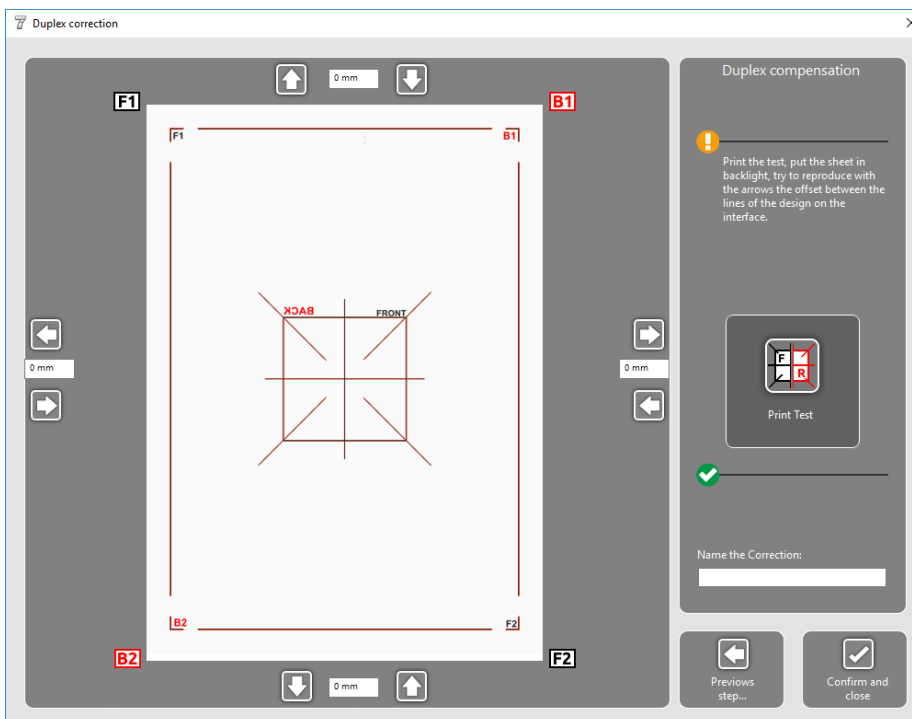 Duplex correction
0 mm
F1
B1
F1
B1
BACK
FRONT
0 mm
0 mm
B2
F2
B2
F2
0 mm
Duplex compensation
Print the test, put the sheet in
backlight, try to reproduce with
the arrows the offset between the
lines of the design on the
interface.
F
R
Print Test
Name the Correction:
Previows
step...
Confirm and
close